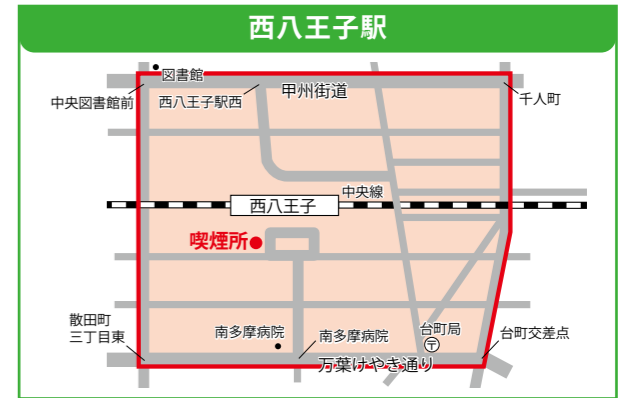 西八王子駅
図書館
中央図書館前
西八王子駅西
甲州街道
千人町
中央線
西八王子
喫煙所
散田町
三丁目東
南多摩病院
南多摩病院
台町局
〒
台町交差点
万葉けやき通り